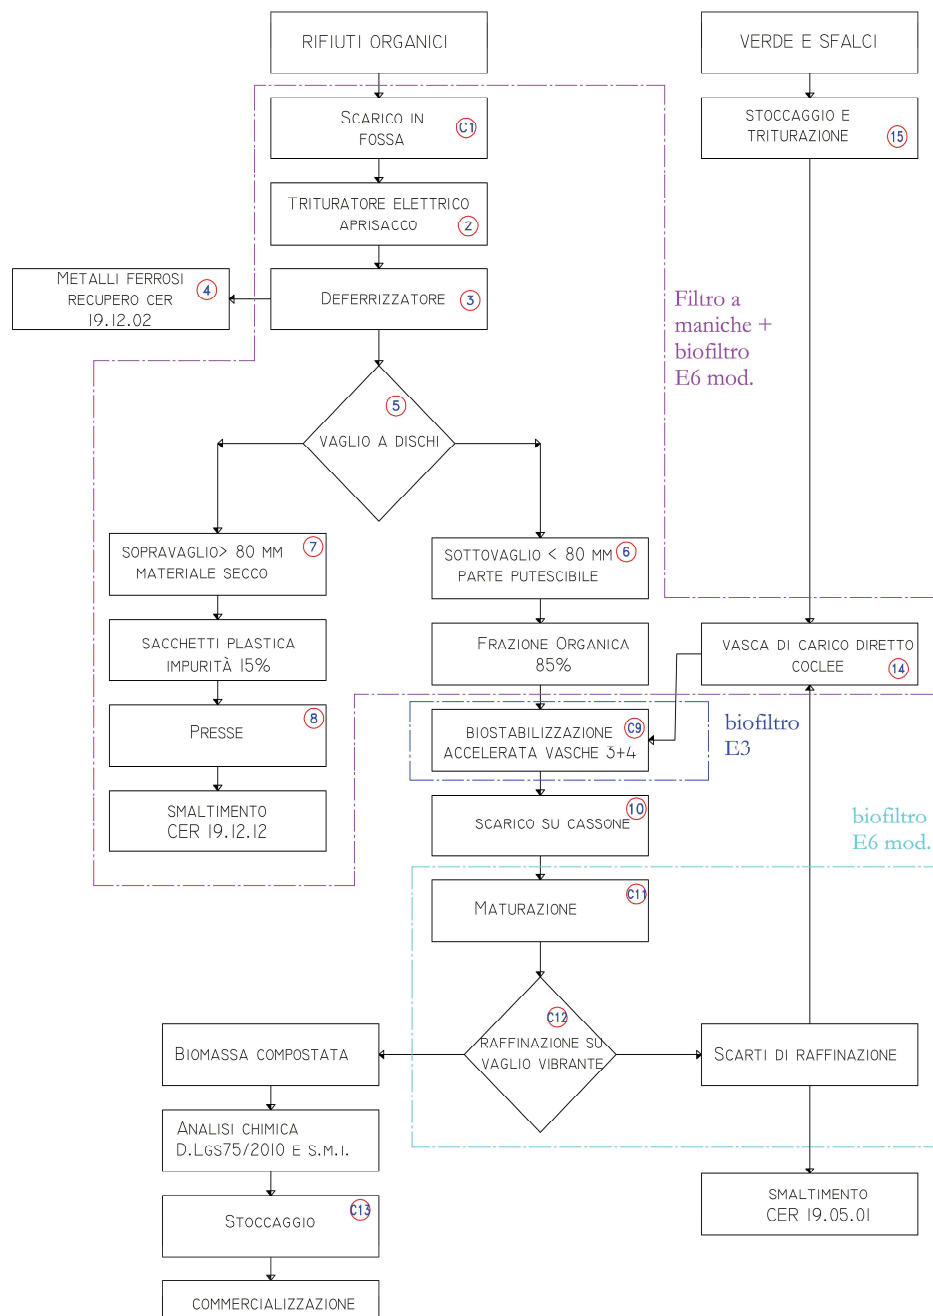 RIFIUTI ORGANICI
VERDE E SFALCI
SCARICO IN
FOSSA
C1
STOCCAGGIO E
TRITURAZIONE
15
TRITURATORE ELETTRICO
APRISACCO
2
METALLI FERROSI
RECUPERO CER
19.12.02
4
DEFERRIZZATORE
3
Filtro a
maniche +
biofiltro
E6 mod.
5
VAGLIO A DISCHI
SOPRAVAGLIO> 80 MM
MATERIALE SECCO
7
SOTTOVAGLIO < 80 MM
PARTE PUTESCIBILE
6
SACCHETTI PLASTICA
IMPURITÀ 15%
FRAZIONE ORGANICA
85%
VASCA DI CARICO DIRETTO
COCLEE
14
PRESSE
8
BIOSTABILIZZAZIONE
ACCELERATA VASCHE 3+4
C9
biofiltro
E3
SMALTIMENTO
CER 19.12.12
SCARICO SU CASSONE
10
biofiltro
E6 mod.
MATURAZIONE
C11
C12
RAFFINAZIONE SU
VAGLIO VIBRANTE
BIOMASSA COMPOSTATA
SCARTI DI RAFFINAZIONE
ANALISI CHIMICA
D.LGS75/2010 E S.M.I.
STOCCAGGIO
C13
SMALTIMENTO
CER 19.05.01
COMMERCIALIZZAZIONE